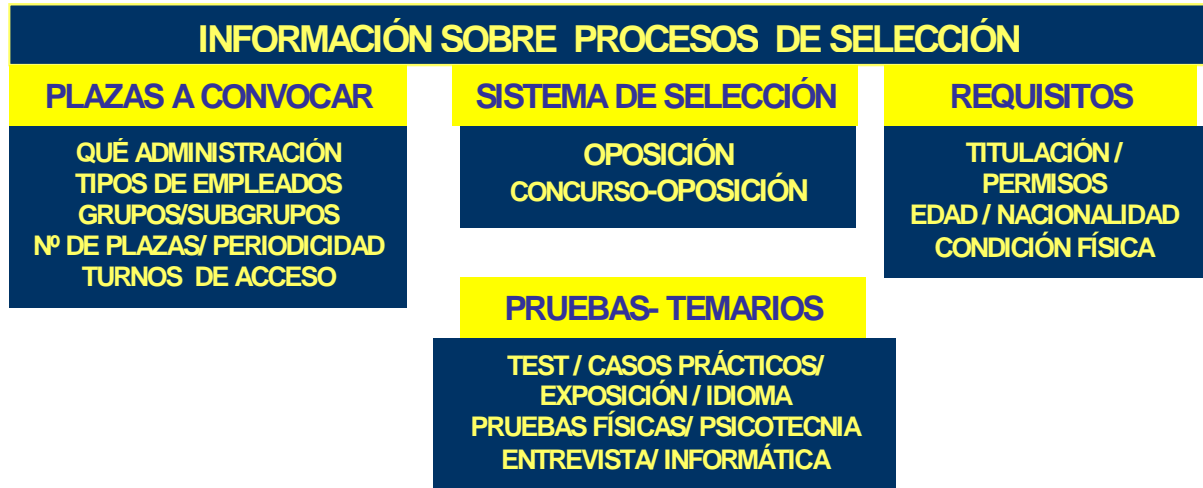 INFORMACIÓN SOBRE PROCESOS DE SELECCIÓN
PLAZAS A CONVOCAR
QUÉ ADMINISTRACIÓN
TIPOS DE EMPLEADOS
GRUPOS/SUBGRUPOS
Nº DE PLAZAS/ PERIODICIDAD
TURNOS DE ACCESO
SISTEMA DE SELECCIÓN
OPOSICIÓN
CONCURSO-OPOSICIÓN
REQUISITOS
TITULACIÓN /
PERMISOS
EDAD / NACIONALIDAD
CONDICIÓN FÍSICA
PRUEBAS- TEMARIOS
TEST / CASOS PRÁCTICOS/
EXPOSICIÓN / IDIOMA
PRUEBAS FÍSICAS/ PSICOTECNIA
ENTREVISTA/ INFORMÁTICA